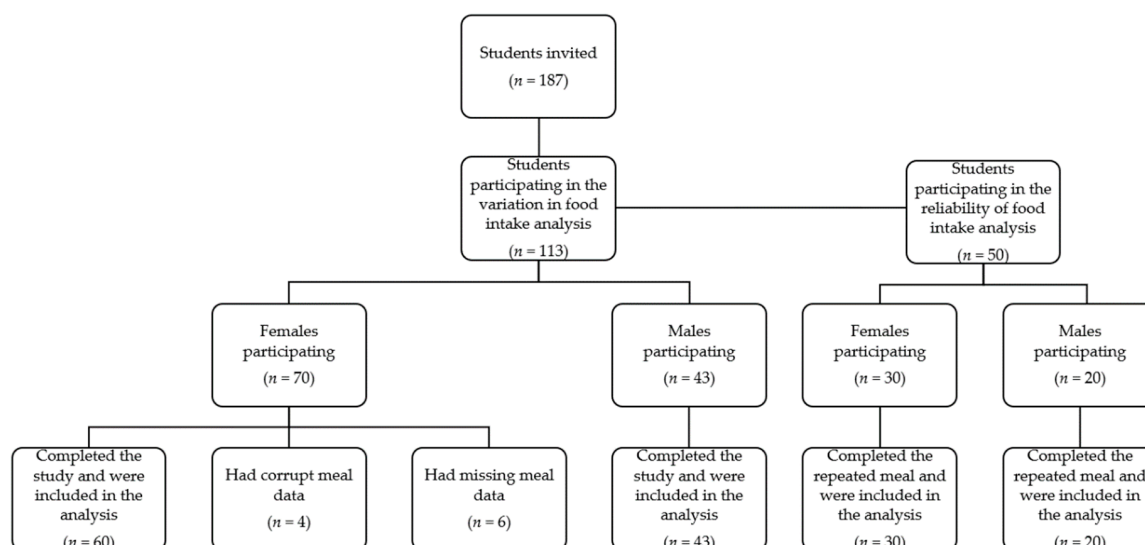 Students invited
(n = 187)
Students
participating in the
variation in food
intake analysis
(n = 113)
Students
participating in the
reliability of food
intake analysis
(n = 50)
Females
participating
(n = 70)
Males
participating
(n = 43)
Females
participating
(n = 30)
Males
participating
(n = 20)
Completed the
study and were
included in the
analysis
(n = 60)
Had corrupt meal
data
(n = 4)
Had missing meal
data
(n = 6)
Completed the
study and were
included in the
analysis
(n = 43)
Completed the
repeated meal and
were included in
the analysis
(n = 30)
Completed the
repeated meal and
were included in
the analysis
(n = 20)